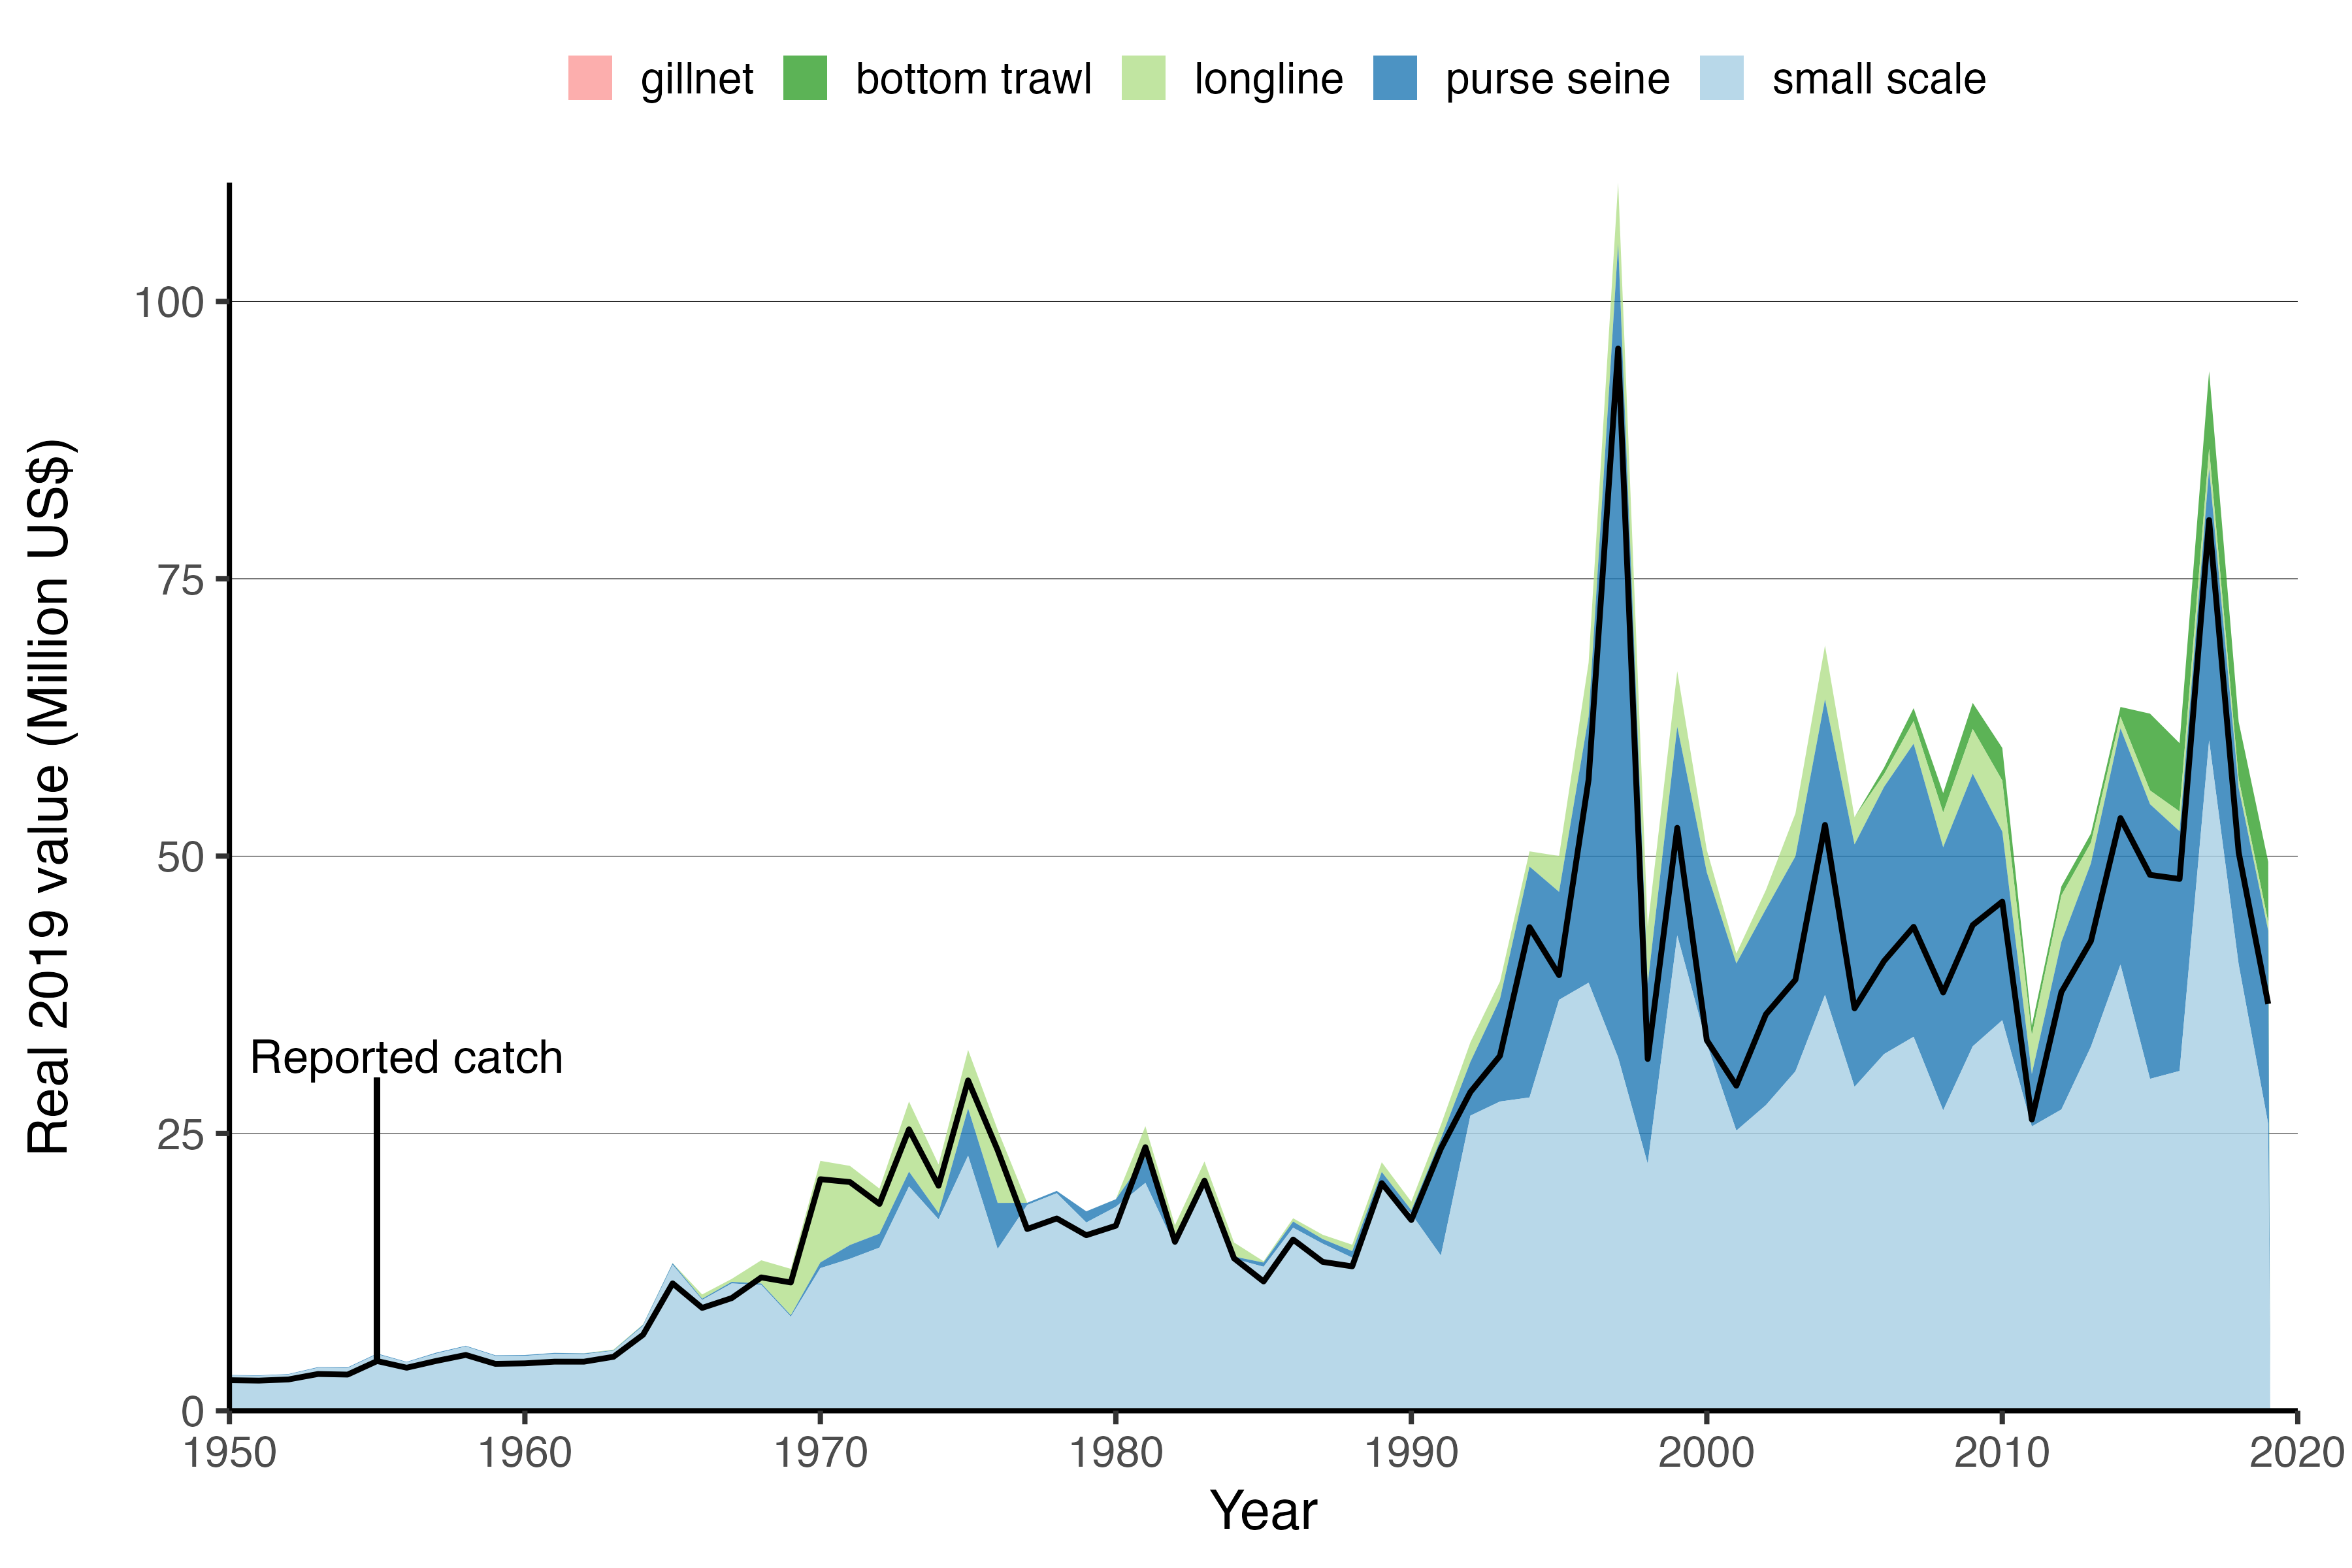 gillnet bottom trawl longline purse seine small scale
Real 2019 value (Million US$)
100
75
50
25
0
Reported catch
1950 1960 1970 1980 1990 2000 2010 2020
Year